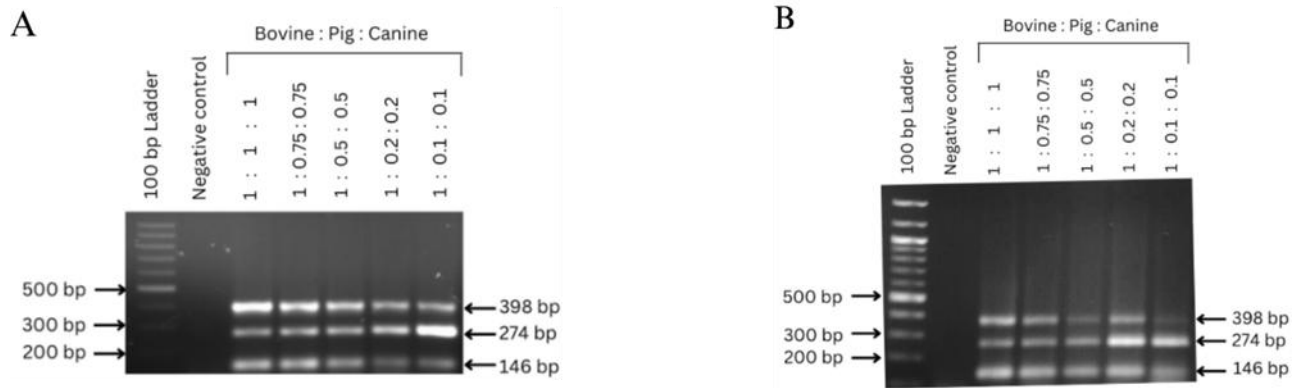 A
Bovine : Pig : Canine
100 bp Ladder
Negative control
1 : 1 : 1
1 : 0.75 : 0.75
1 : 0.5 : 0.5
1 : 0.2 : 0.2
1 : 0.1 : 0.1
500 bp
300 bp
200 bp
398 bp
274 bp
146 bp
B
Bovine : Pig : Canine
100 bp Ladder
Negative control
1 : 1 : 1
1 : 0.75 : 0.75
1 : 0.5 : 0.5
1 : 0.2 : 0.2
1 : 0.1 : 0.1
500 bp
300 bp
200 bp
398 bp
274 bp
146 bp